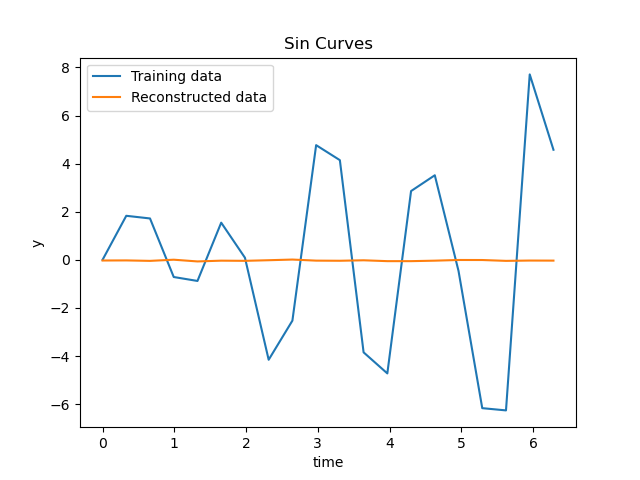 Sin Curves
Training data
Reconstructed data
8
6
4
2
0
−2
−4
−6
y
0 1 2 3 4 5 6
time